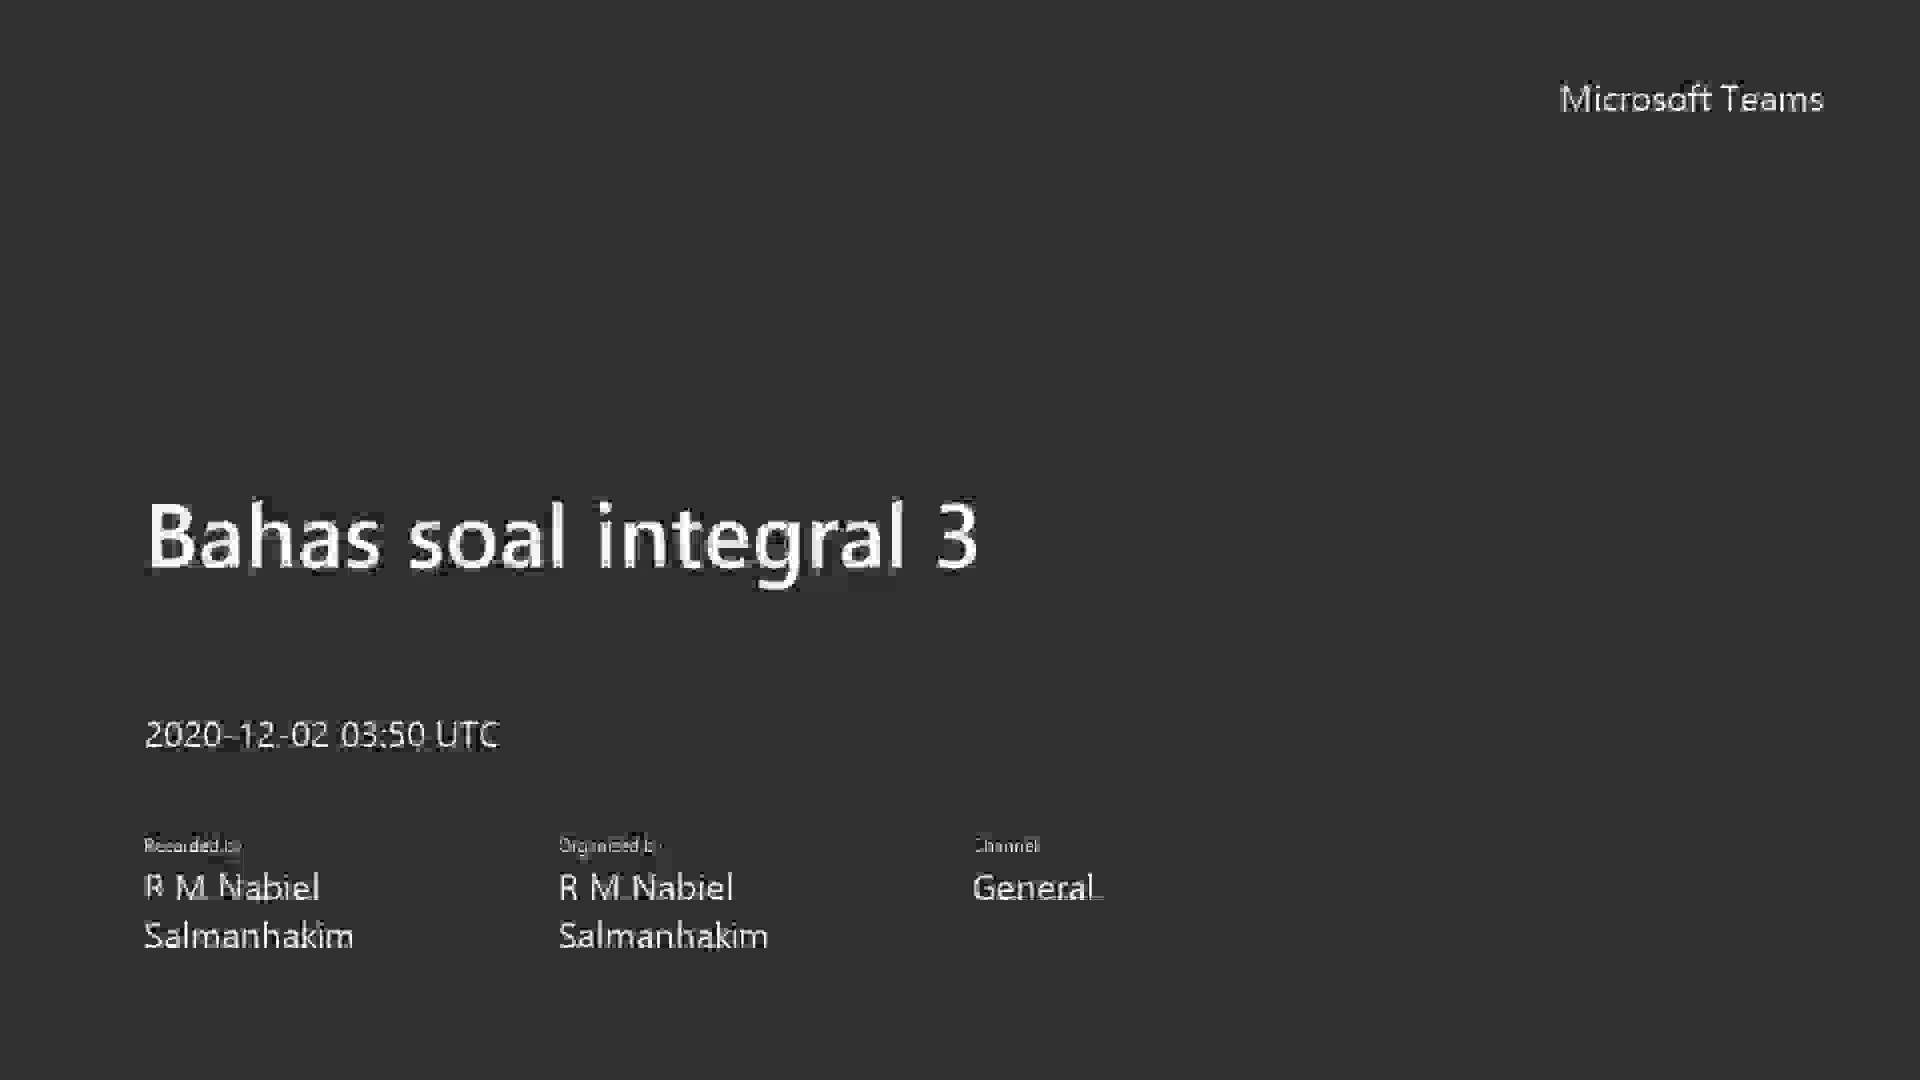 Microsoft Teams
Bahas soal integral 3
2020-12-02 03:50 UTC
Recorded by
Organized by
Channel
R M Nabiel
Salmanhakim
R M Nabiel
Salmanhakim
General